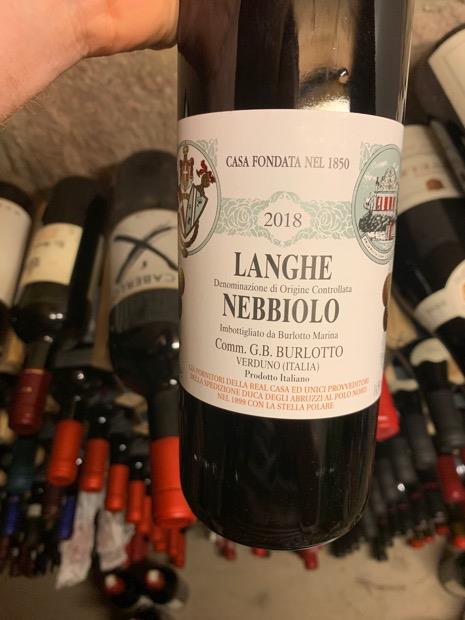 CASA FONDATA NEL 1850
2018
LANGHE
Denominazione di Origine Controllata
NEBBIOLO
Imbottigliato da Burlotto Marina
Comm. G.B. BURLOTTO
VERDUNO (ITALIA)
Prodotto Italiano
GIÀ FORNITORI DELLA REAL CASA ED UNICI PROVVEDITORI
DELLA SPEDIZIONE DUCA DEGLI ABRUZZI AL POLO NORD
NEL 1899 CON LA STELLA POLARE
CABER